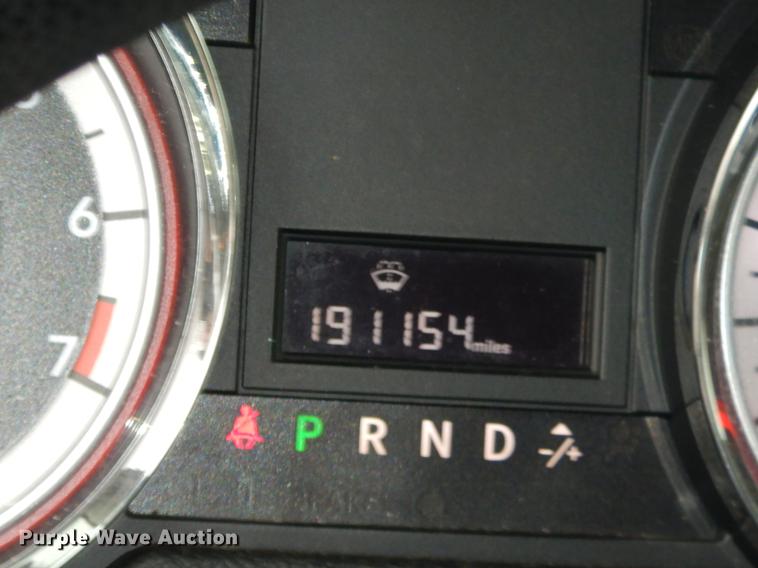 6
7
191154 miles
P R N D -/+
Purple Wave Auction